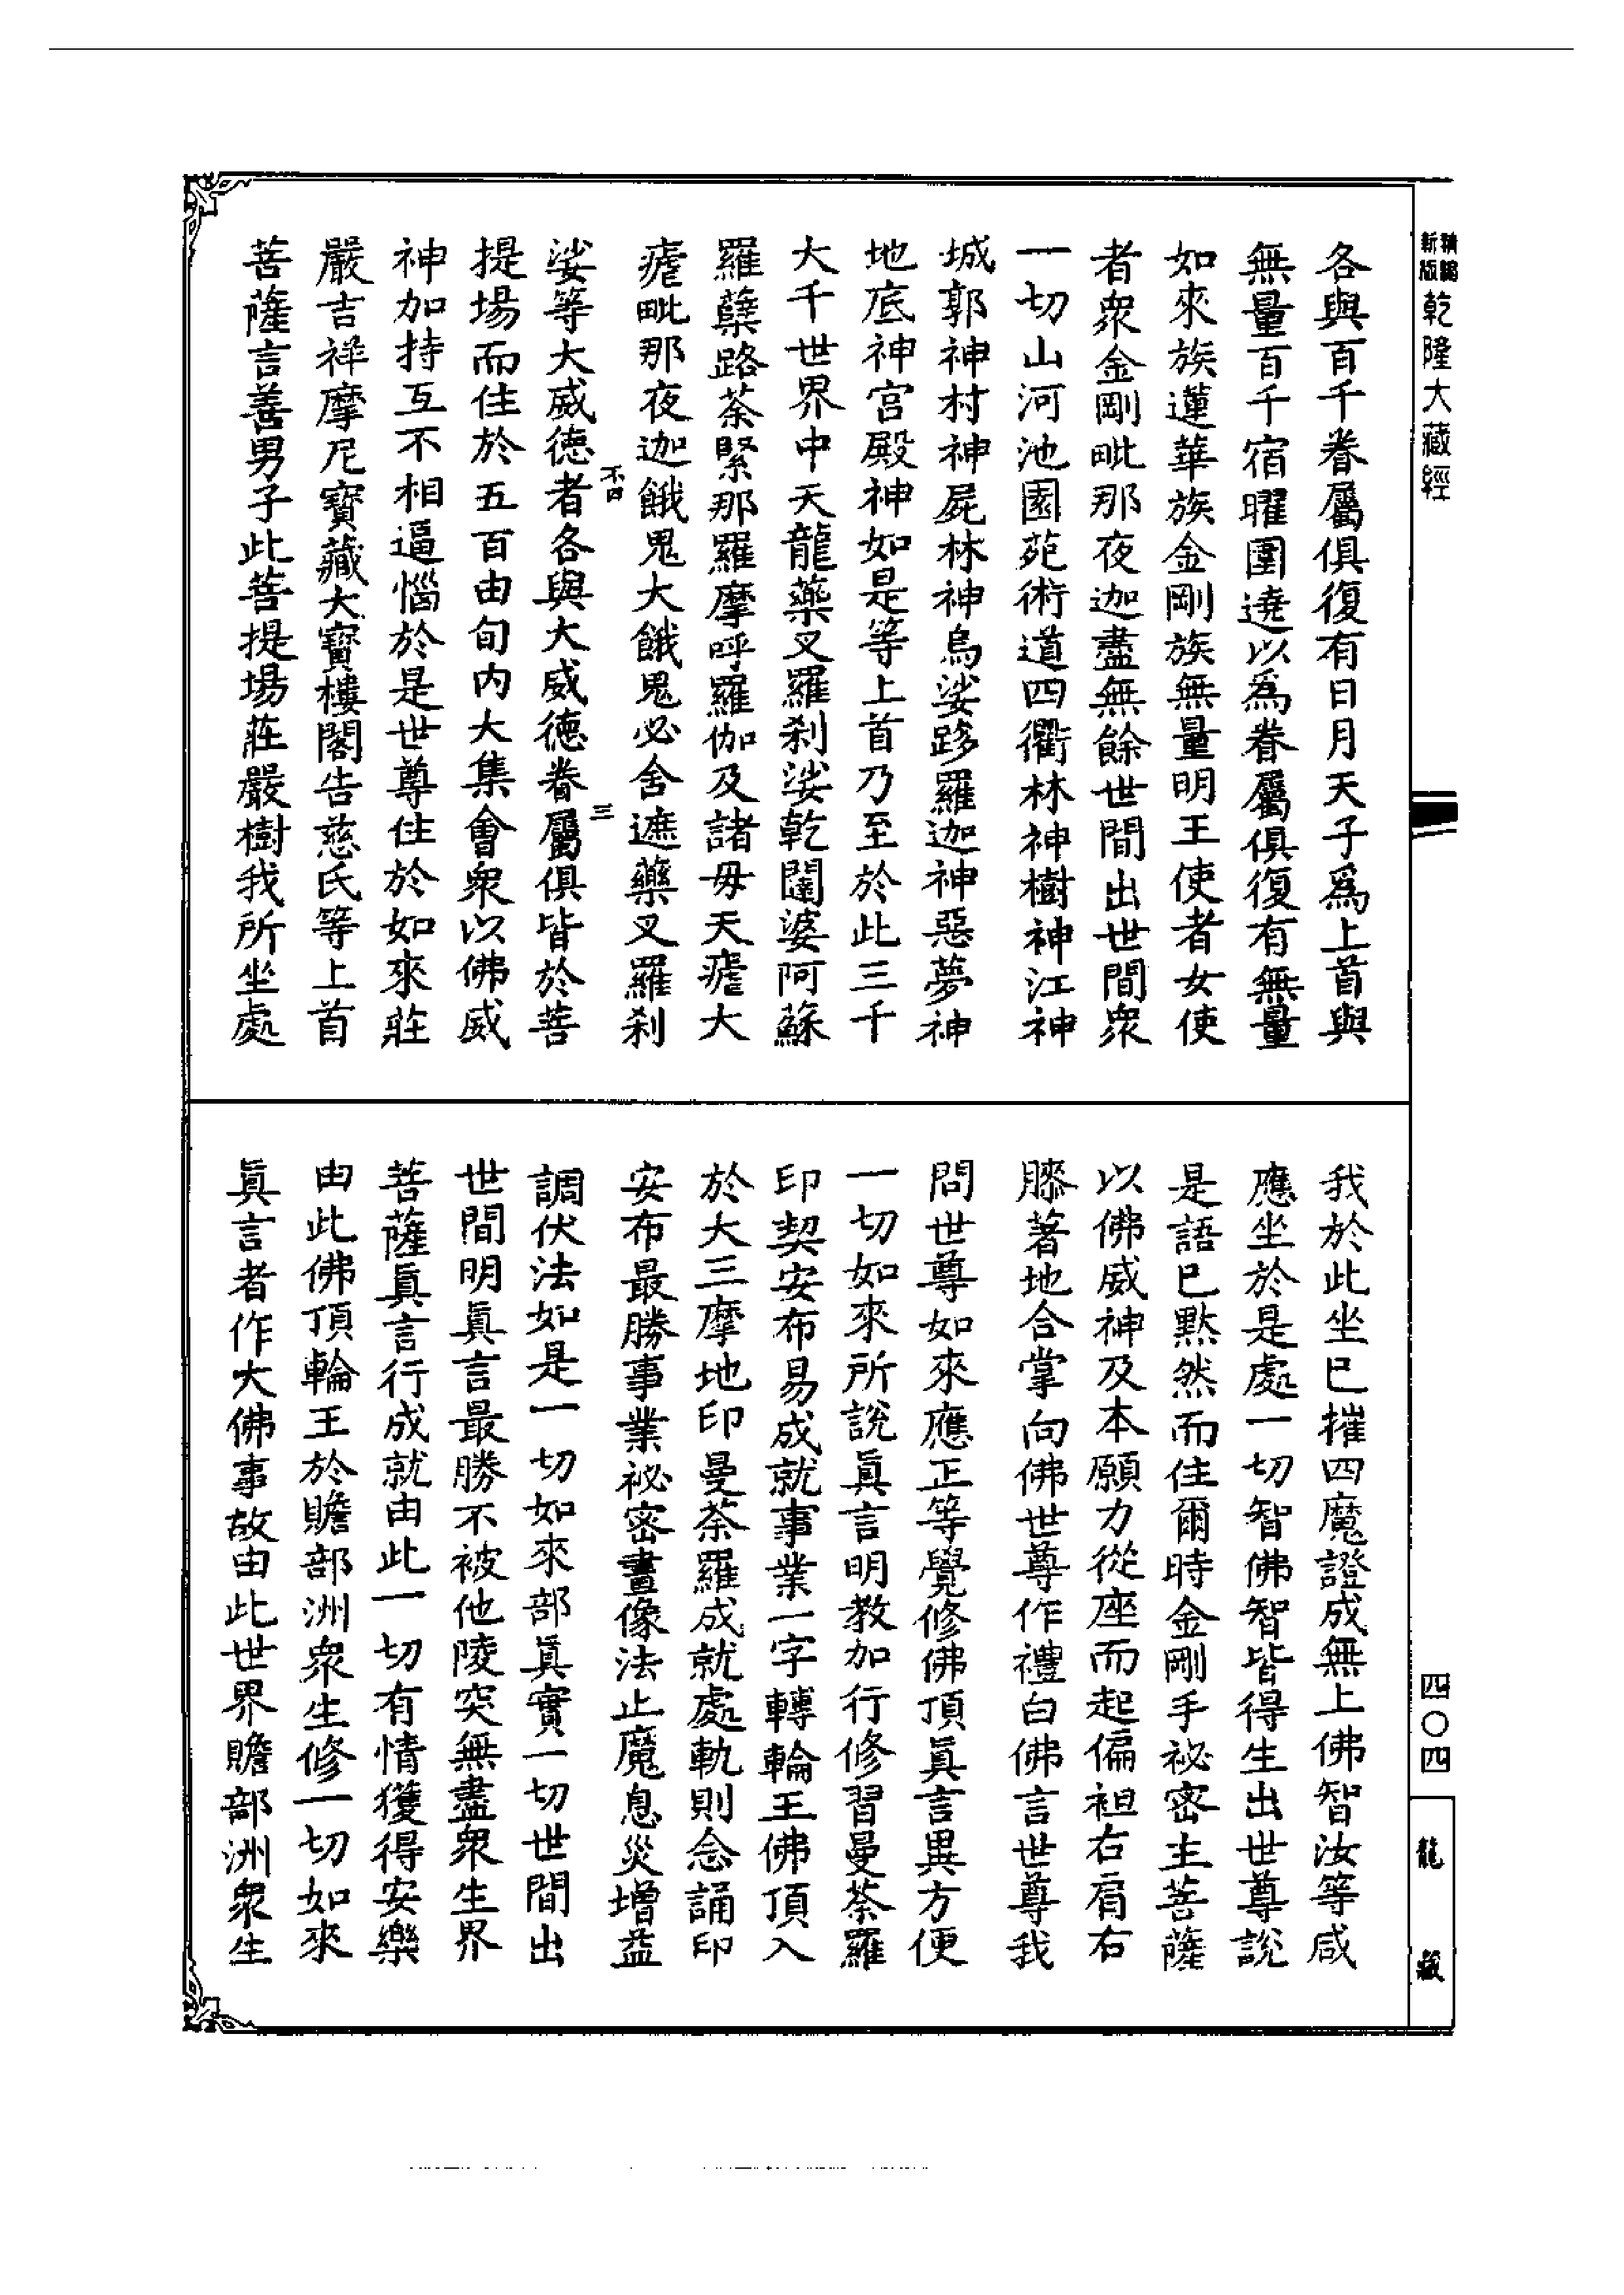 新版
精編
乾隆大藏經
各與百千眷屬俱復有日月天子爲上首與
無量百千宿曜圍遶以爲眷屬俱復有無量
如來族蓮華族金剛族無量明王使者女使
者衆金剛毗那夜迦盡無餘世間出世間衆
一切山河池園苑術道四衢林神樹神江神
城郭神村神屍林神烏娑跢羅迦神惡夢神
地底神宮殿神如是等上首乃至於此三千
大千世界中天龍藥叉羅刹娑乾闥婆阿蘇
羅蘖路荼緊那羅摩呼羅伽及諸毋天瘧大
瘧毗那夜迦餓鬼大餓鬼必舍遮藥叉羅刹
不口
三
娑等大威德者各與大威德眷屬俱皆於菩
提場而住於五百由旬內大集會衆以佛威
神加持互不相逼惱於是世尊住於如來莊
嚴吉祥摩尼寶藏大寶樓閣告慈氏等上首
菩薩言善男子此菩提場莊嚴樹我所坐處
我於此坐巳摧四魔證成無上佛智汝等咸
應坐於是處一切智佛智皆得生出世尊說
是語巳默然而住爾時金剛手祕密主菩薩
以佛威神及本願力從座而起偏袒右肩右
膝著地合掌向佛世尊作禮白佛言世尊我
問世尊如來應正等覺修佛頂眞言異方便
一切如來所說眞言明教加行修習曼荼羅
印契安布易成就事業一字轉輪王佛頂入
於大三摩地印曼荼羅成就處軌則念誦印
安布最勝事業祕密畫像法止魔息災增益
調伏法如是一切如來部眞實一切世間出
世間明眞言最勝不被他陵突無盡衆生界
菩薩眞言行成就由此一切有情獲得安樂
由此佛頂輪王於贍部洲衆生修一切如來
眞言者作大佛事故由此世界贍部洲衆生
四〇四
龍藏